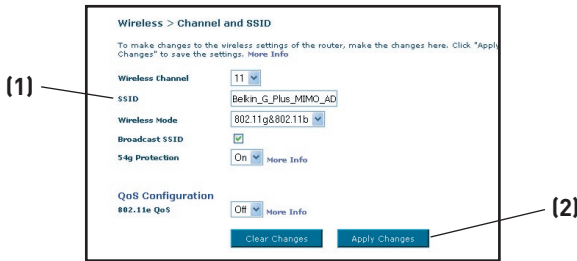 Wireless > Channel and SSID
To make changes to the wireless settings of the router, make the changes here. Click "Apply
Changes" to save the settings. More Info
Wireless Channel 11
(1)
SSID Belkin_G_Plus_MIMO_AD
Wireless Mode 802.11g&802.11b
Broadcast SSID
54g Protection On More Info
QoS Configuration
802.11e QoS Off More Info
(2)
Clear Changes Apply Changes